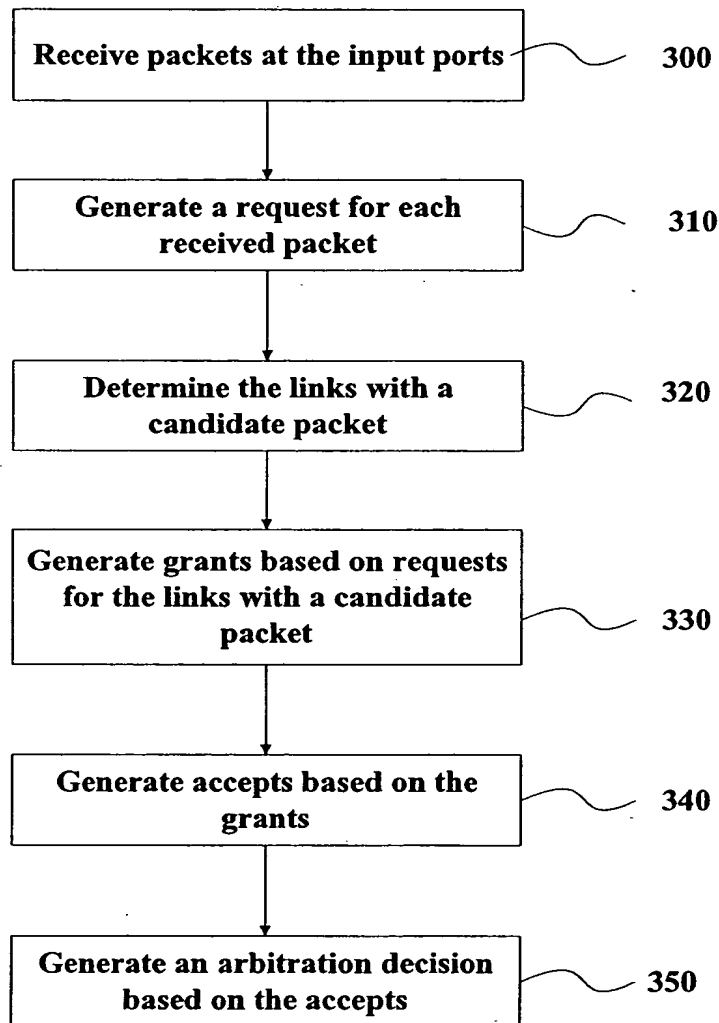 Receive packets at the input ports
300
Generate a request for each
received packet
310
Determine the links with a
candidate packet
320
Generate grants based on requests
for the links with a candidate
packet
330
Generate accepts based on the
grants
340
Generate an arbitration decision
based on the accepts
350